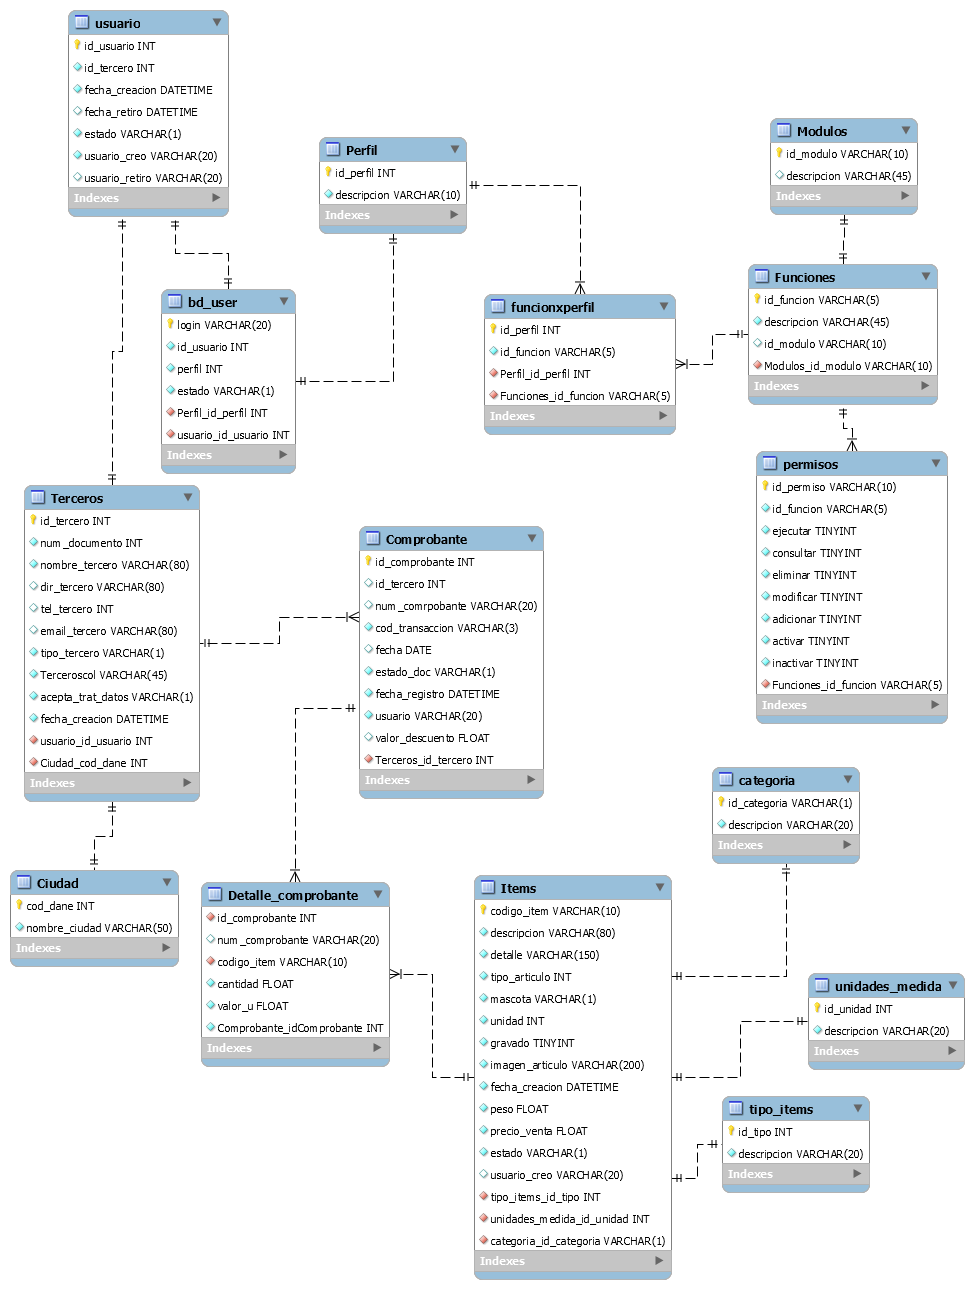 usuario
id_usuario INT
id_tercero INT
fecha_creacion DATETIME
fecha_retiro DATETIME
estado VARCHAR(1)
usuario_creo VARCHAR(20)
usuario_retiro VARCHAR(20)
Indexes
Perfil
id_perfil INT
descripcion VARCHAR(10)
Indexes
Modulos
id_modulo VARCHAR(10)
descripcion VARCHAR(45)
Indexes
bd_user
login VARCHAR(20)
id_usuario INT
perfil INT
estado VARCHAR(1)
Perfil_id_perfil INT
usuario_id_usuario INT
Indexes
funcionxperfil
id_perfil INT
id_funcion VARCHAR(5)
Perfil_id_perfil INT
Funciones_id_funcion VARCHAR(5)
Indexes
Funciones
id_funcion VARCHAR(5)
descripcion VARCHAR(45)
id_modulo VARCHAR(10)
Modulos_id_modulo VARCHAR(10)
Indexes
permisos
id_permiso VARCHAR(10)
id_funcion VARCHAR(5)
ejecutar TINYINT
consultar TINYINT
eliminar TINYINT
modificar TINYINT
adicionar TINYINT
activar TINYINT
inactivar TINYINT
Funciones_id_funcion VARCHAR(5)
Indexes
Terceros
id_tercero INT
num_documento INT
nombre_tercero VARCHAR(80)
dir_tercero VARCHAR(80)
tel_tercero INT
email_tercero VARCHAR(80)
tipo_tercero VARCHAR(1)
Terceroscol VARCHAR(45)
acepta_trat_datos VARCHAR(1)
fecha_creacion DATETIME
usuario_id_usuario INT
Ciudad_cod_dane INT
Indexes
Comprobante
id_comprobante INT
id_tercero INT
num_comrpobante VARCHAR(20)
cod_transaccion VARCHAR(3)
fecha DATE
estado_doc VARCHAR(1)
fecha_registro DATETIME
usuario VARCHAR(20)
valor_descuento FLOAT
Terceros_id_tercero INT
Indexes
categoria
id_categoria VARCHAR(1)
descripcion VARCHAR(20)
Indexes
Ciudad
cod_dane INT
nombre_ciudad VARCHAR(50)
Indexes
Detalle_comprobante
id_comprobante INT
num_comprobante VARCHAR(20)
codigo_item VARCHAR(10)
cantidad FLOAT
valor_u FLOAT
Comprobante_idComprobante INT
Indexes
Items
codigo_item VARCHAR(10)
descripcion VARCHAR(80)
detalle VARCHAR(150)
tipo_articulo INT
mascota VARCHAR(1)
unidad INT
gravado TINYINT
imagen_articulo VARCHAR(200)
fecha_creacion DATETIME
peso FLOAT
precio_venta FLOAT
estado VARCHAR(1)
usuario_creo VARCHAR(20)
tipo_items_id_tipo INT
unidades_medida_id_unidad INT
categoria_id_categoria VARCHAR(1)
Indexes
unidades_medida
id_unidad INT
descripcion VARCHAR(20)
Indexes
tipo_items
id_tipo INT
descripcion VARCHAR(20)
Indexes